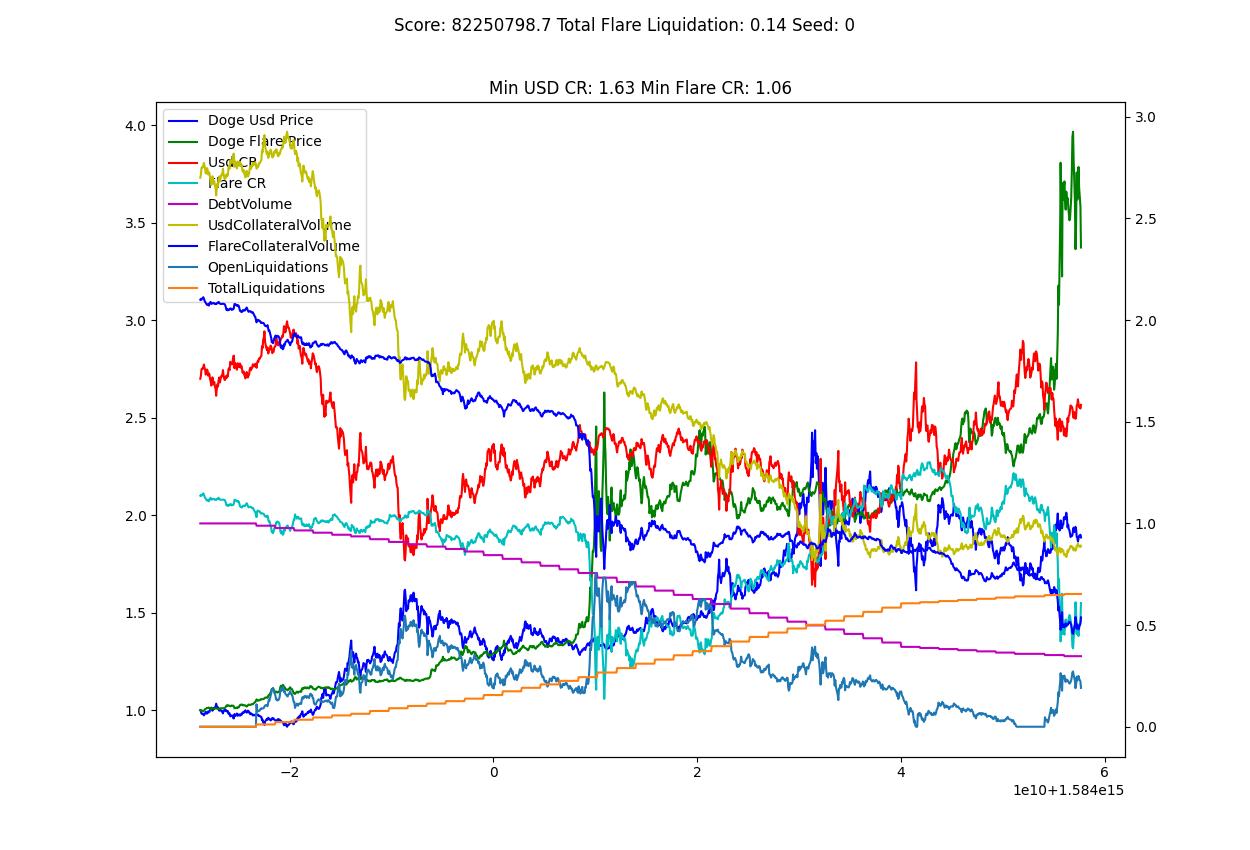 Score: 82250798.7 Total Flare Liquidation: 0.14 Seed: 0
Min USD CR: 1.63 Min Flare CR: 1.06
Doge Usd Price
Doge Flare Price
Usd CR
Flare CR
DebtVolume
UsdCollateralVolume
FlareCollateralVolume
OpenLiquidations
TotalLiquidations
4.0
3.5
3.0
2.5
2.0
1.5
1.0
3.0
2.5
2.0
1.5
1.0
0.5
0.0
−2
0
2
4
6
1e10+1.584e15